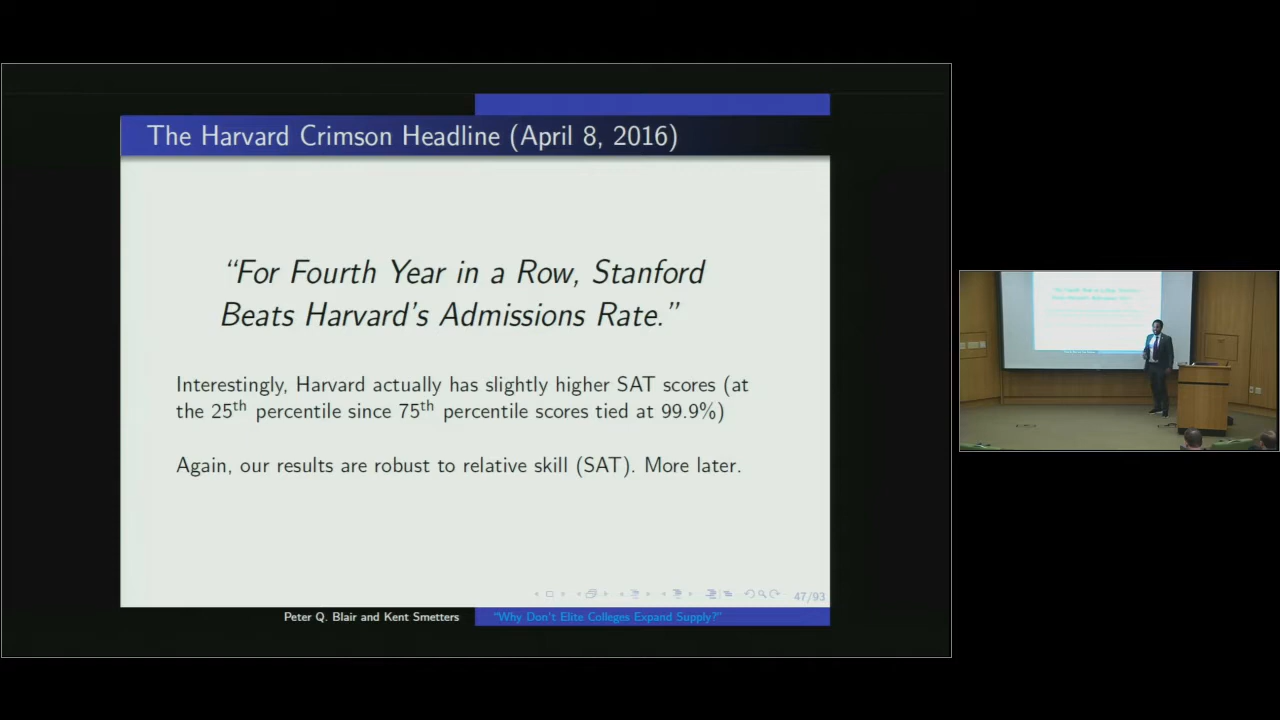 The Harvard Crimson Headline (April 8, 2016)
“For Fourth Year in a Row, Stanford
Beats Harvard's Admissions Rate.”
Interestingly, Harvard actually has slightly higher SAT scores (at
the 25th percentile since 75th percentile scores tied at 99.9%)
Again, our results are robust to relative skill (SAT). More later.
47/93
Peter Q. Blair and Kent Smetters
“Why Don't Elite Colleges Expand Supply?”